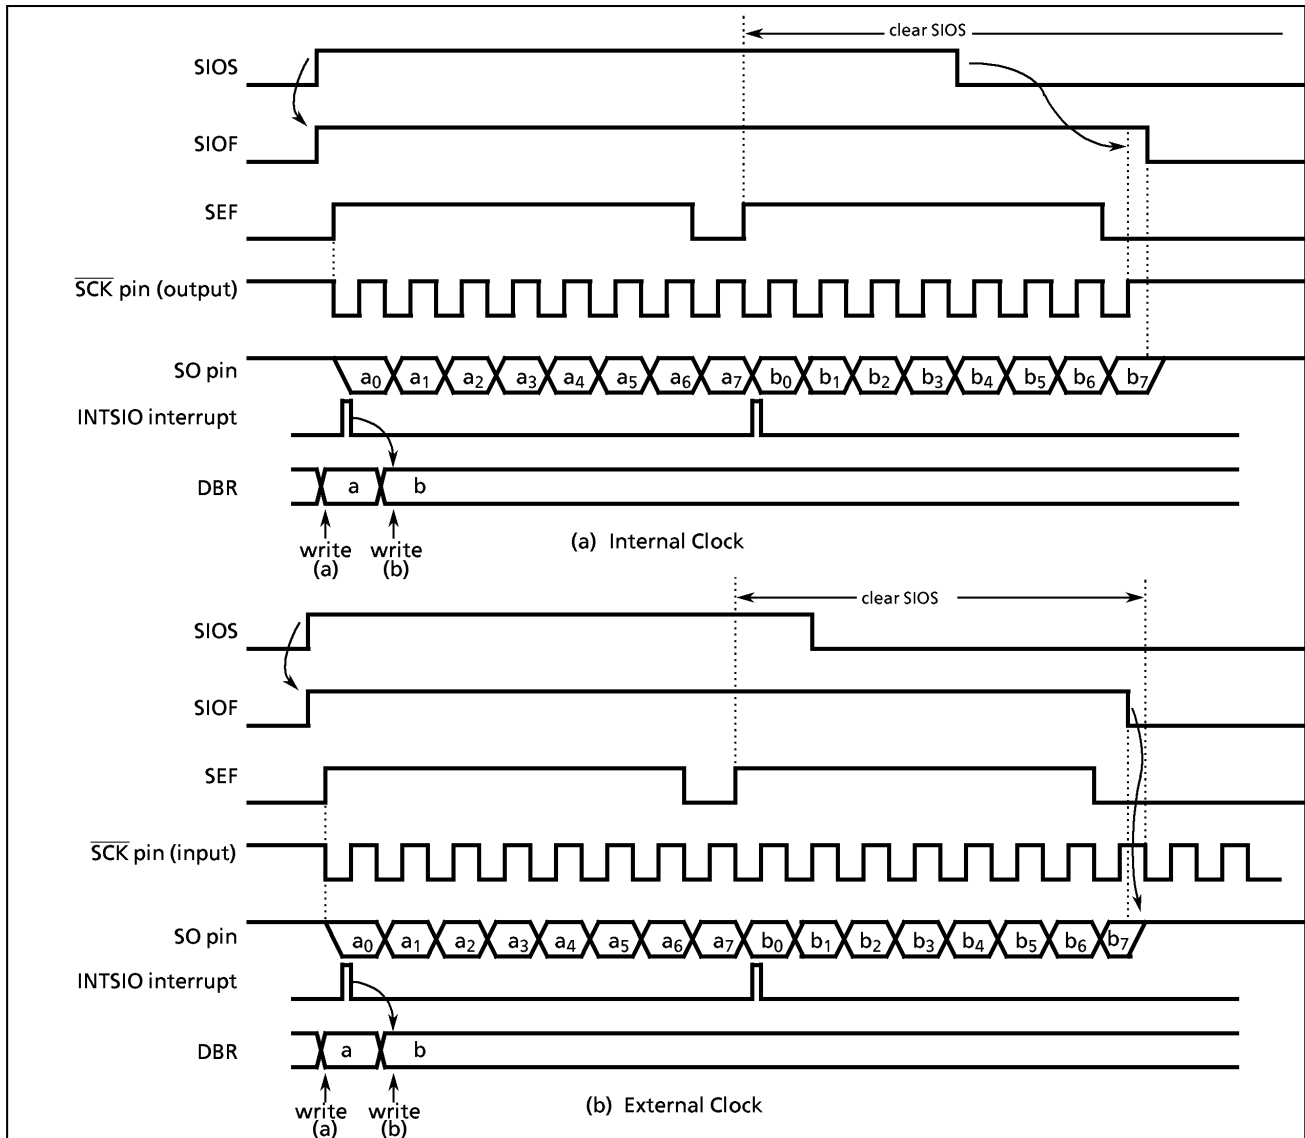 clear SIOS
SIOS
SIOF
SEF
SCK pin (output)
SO pin a0 a1 a2 a3 a4 a5 a6 a7 b0 b1 b2 b3 b4 b5 b6 b7
INTSIO interrupt
DBR a b
write (a) write (b)
(a) Internal Clock
clear SIOS
SIOS
SIOF
SEF
SCK pin (input)
SO pin a0 a1 a2 a3 a4 a5 a6 a7 b0 b1 b2 b3 b4 b5 b6 b7
INTSIO interrupt
DBR a b
write (a) write (b)
(b) External Clock